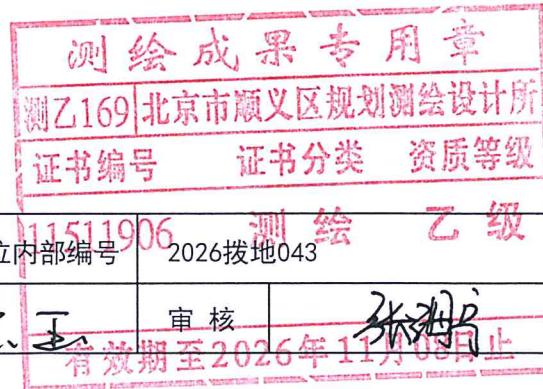 测绘成果专用章
测乙169 北京市顺义区规划测绘设计所
证书编号 证书分类 资质等级
11511906 测绘 乙级
位内部编号 2026拨地043
审核
有效期至2026年11月08日止